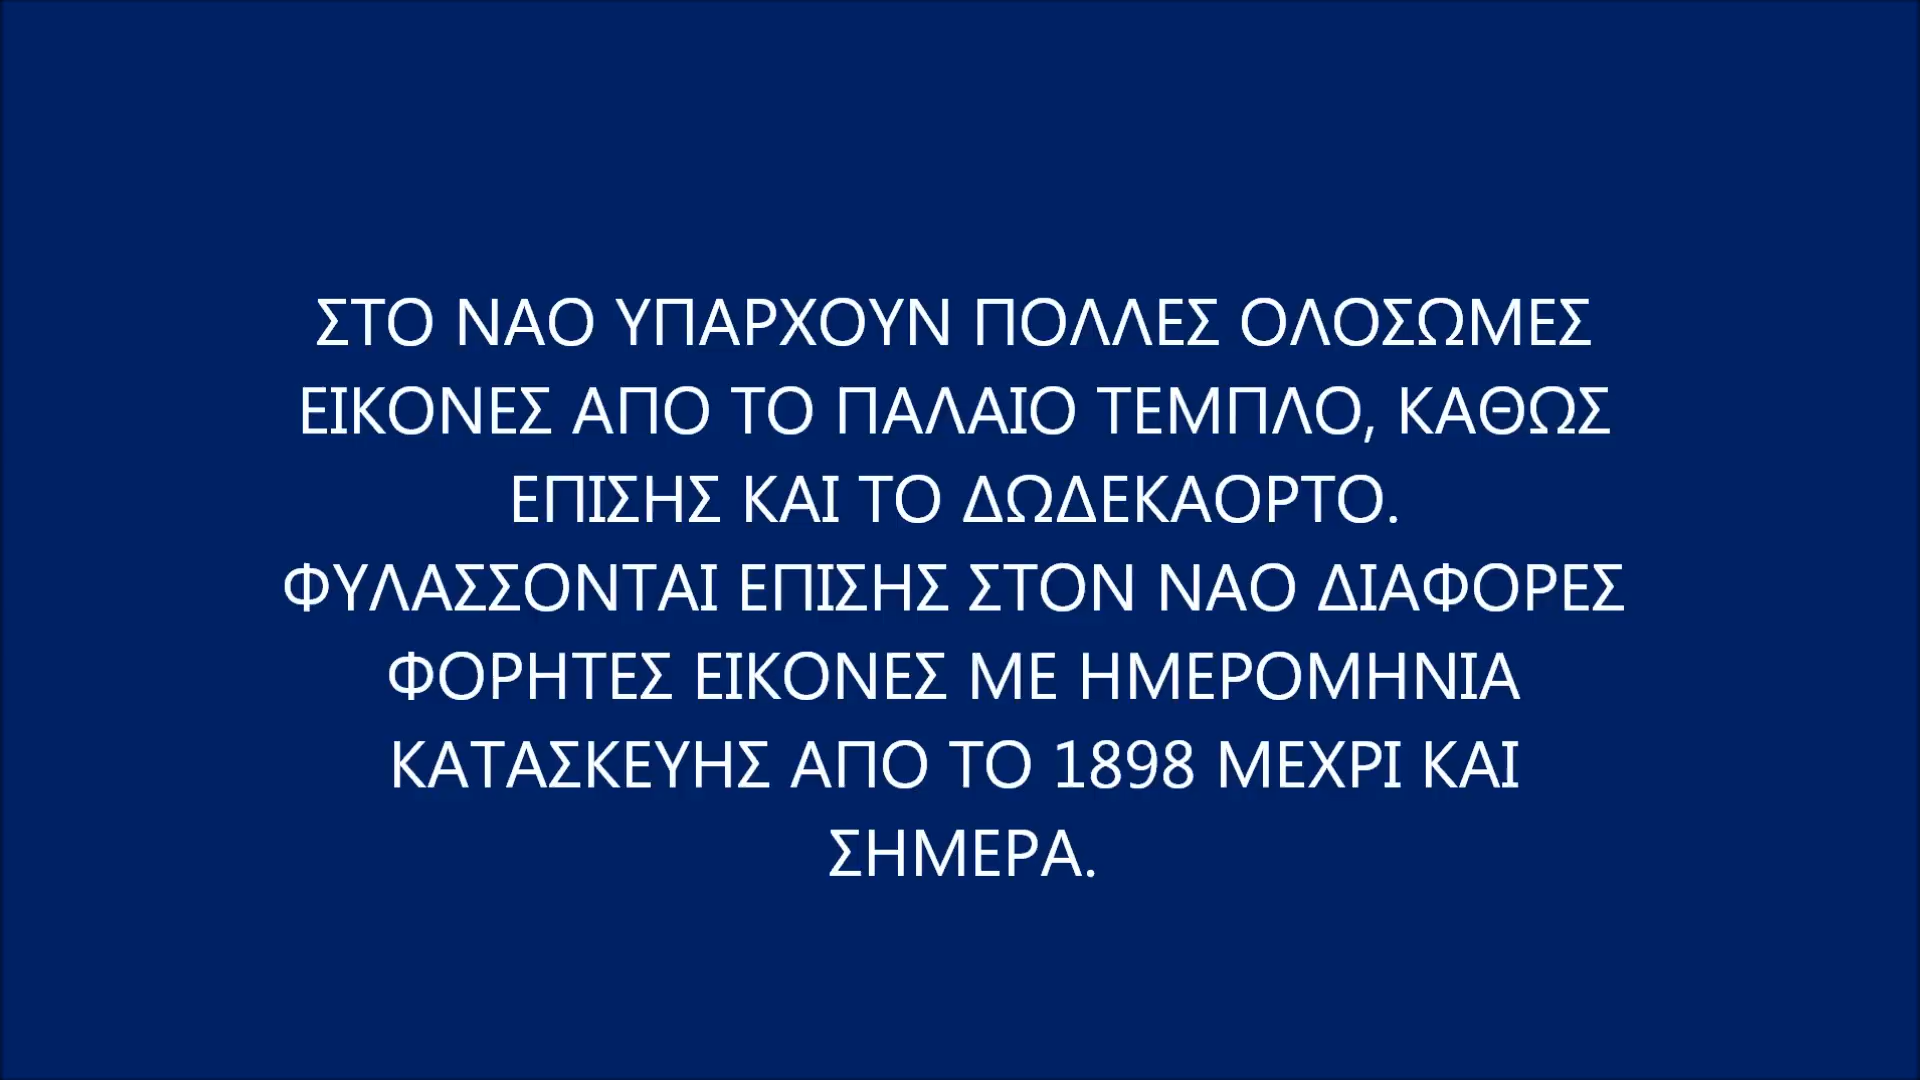 ΣΤΟ ΝΑΟ ΥΠΑΡΧΟΥΝ ΠΟΛΛΕΣ ΟΛΟΣΩΜΕΣ
ΕΙΚΟΝΕΣ ΑΠΟ ΤΟ ΠΑΛΑΙΟ ΤΕΜΠΛΟ, ΚΑΘΩΣ
ΕΠΙΣΗΣ ΚΑΙ ΤΟ ΔΩΔΕΚΑΟΡΤΟ.
ΦΥΛΑΣΣΟΝΤΑΙ ΕΠΙΣΗΣ ΣΤΟΝ ΝΑΟ ΔΙΑΦΟΡΕΣ
ΦΟΡΗΤΕΣ ΕΙΚΟΝΕΣ ΜΕ ΗΜΕΡΟΜΗΝΙΑ
ΚΑΤΑΣΚΕΥΗΣ ΑΠΟ ΤΟ 1898 ΜΕΧΡΙ ΚΑΙ
ΣΗΜΕΡΑ.